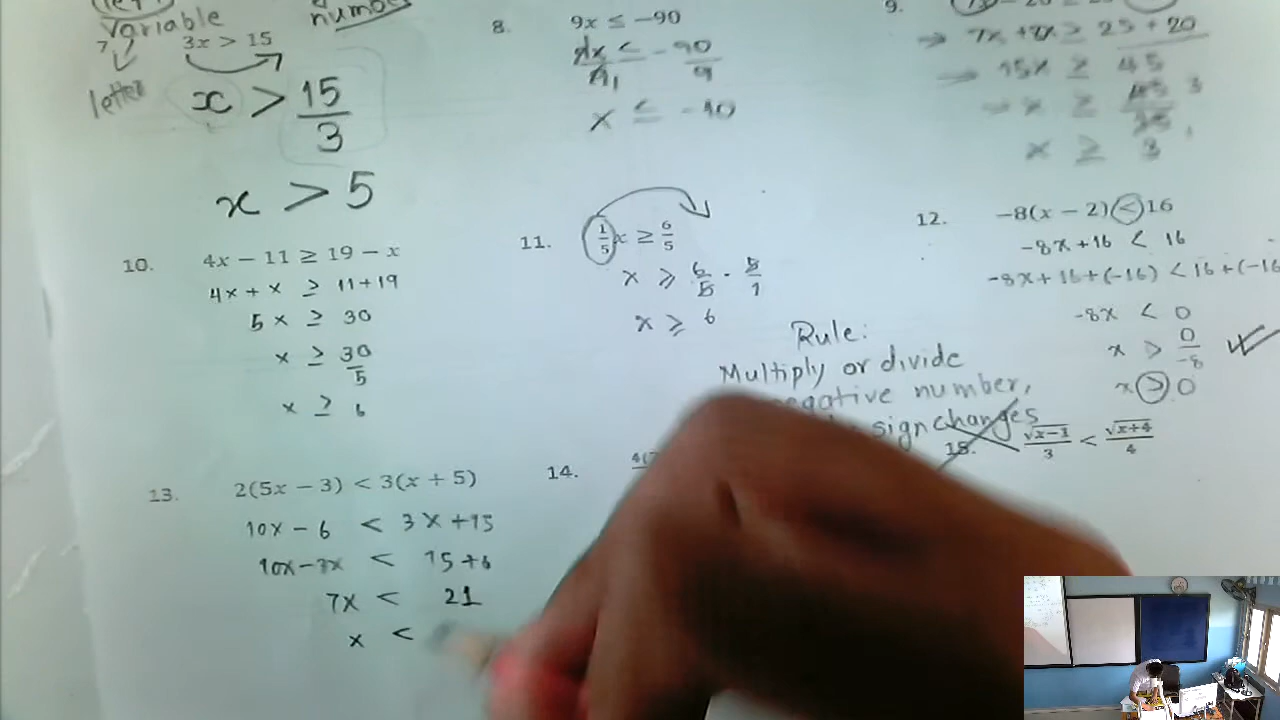 variable
number
3x > 15
letter
x > 15/3
x > 5
8. 9x ≤ −90
9x/9 ≤ −90/9
x ≤ −10
9.
15x ≥ 45
x ≥ 3
10. 4x − 11 ≥ 19 − x
4x + x ≥ 11+19
5x ≥ 30
x ≥ 30/5
x ≥ 6
11. 1/5 x ≥ 6/5
x ≥ 6/5 · 5/1
x ≥ 6
Rule:
Multiply or divide
negative number,
sign changes
12. −8(x − 2) < 16
-8x+16 < 16
-8x+16+(-16) < 16+(-16
-8x < 0
x > 0/-8
x > 0
13. 2(5x − 3) < 3(x + 5)
10x - 6 < 3x +15
10x-3x < 15+6
7x < 21
x <
14.
15. √x−1/3 < √x+4/4